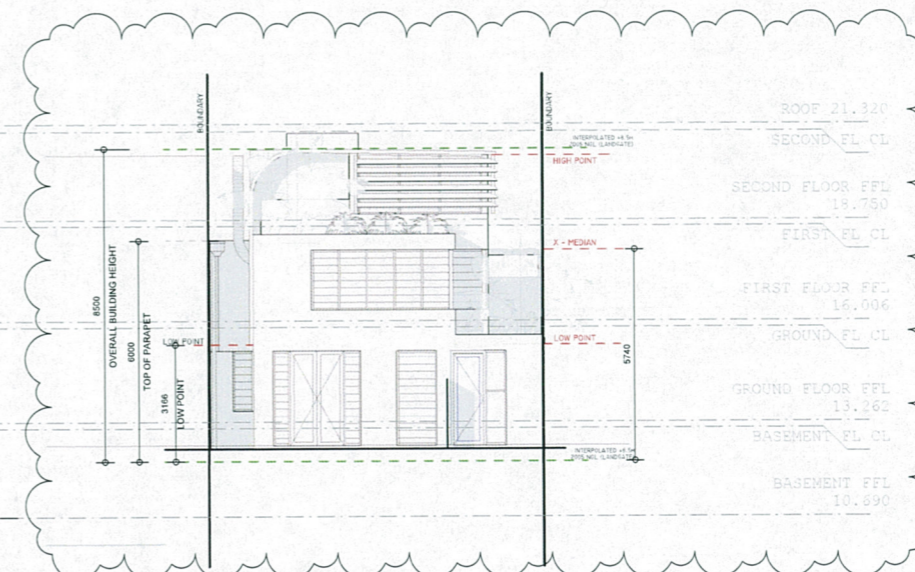 BOUNDARY
BOUNDARY
ROOF 21.320
SECOND FL CL
HIGH POINT
SECOND FLOOR FFL
18.750
FIRST FL CL
X - MEDIAN
8500
OVERALL BUILDING HEIGHT
6000
TOP OF PARAPET
3166
LOW POINT
LOW POINT
LOW POINT
5740
FIRST FLOOR FFL
16.006
GROUND FL CL
GROUND FLOOR FFL
13.262
BASEMENT FL CL
INTERPOLATED
BASEMENT FFL
10.690